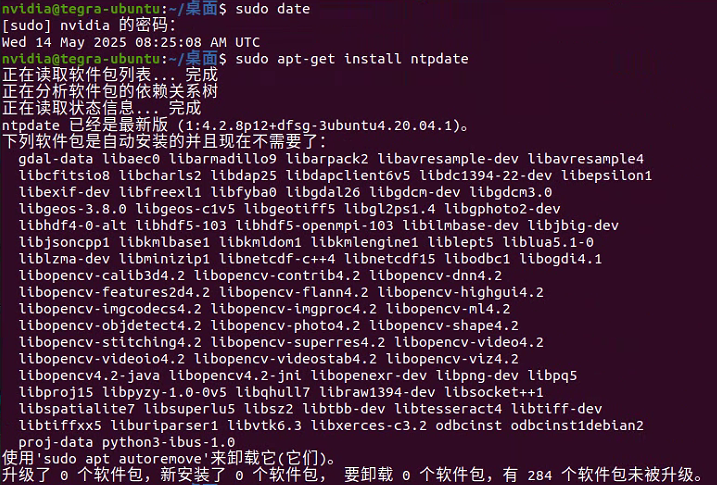 nvidia@tegra-ubuntu:~/桌面$ sudo date
[sudo] nvidia 的密码：
Wed 14 May 2025 08:25:08 AM UTC
nvidia@tegra-ubuntu:~/桌面$ sudo apt-get install ntpdate
正在读取软件包列表... 完成
正在分析软件包的依赖关系树
正在读取状态信息... 完成
ntpdate 已经是最新版 (1:4.2.8p12+dfsg-3ubuntu4.20.04.1)。
下列软件包是自动安装的并且现在不需要了：
gdal-data libaec0 libarmadillo9 libarpack2 libavresample-dev libavresample4
libcfitsio8 libcharls2 libdap25 libdapclient6v5 libdc1394-22-dev libepsilon1
libexif-dev libfreexl1 libfyba0 libgdal26 libgdcm-dev libgdcm3.0
libgeos-3.8.0 libgeos-c1v5 libgeotiff5 libgl2ps1.4 libgphoto2-dev
libhdf4-0-alt libhdf5-103 libhdf5-openmpi-103 libilmbase-dev libjbig-dev
libjsoncpp1 libkmlbase1 libkmldom1 libkmlengine1 liblept5 liblua5.1-0
liblzma-dev libminizip1 libnetcdf-c++4 libnetcdf15 libodbc1 libogdi4.1
libopencv-calib3d4.2 libopencv-contrib4.2 libopencv-dnn4.2
libopencv-features2d4.2 libopencv-flann4.2 libopencv-highgui4.2
libopencv-imgcodecs4.2 libopencv-imgproc4.2 libopencv-ml4.2
libopencv-objdetect4.2 libopencv-photo4.2 libopencv-shape4.2
libopencv-stitching4.2 libopencv-superres4.2 libopencv-video4.2
libopencv-videoio4.2 libopencv-videostab4.2 libopencv-viz4.2
libopencv4.2-java libopencv4.2-jni libopenexr-dev libpng-dev libpq5
libproj15 libpyzy-1.0-0v5 libqhull7 libraw1394-dev libsocket++1
libspatialite7 libsuperlu5 libsz2 libtbb-dev libtesseract4 libtiff-dev
libtiffxx5 liburiparser1 libvtk6.3 libxerces-c3.2 odbcinst odbcinst1debian2
proj-data python3-ibus-1.0
使用'sudo apt autoremove'来卸载它(它们)。
升级了 0 个软件包，新安装了 0 个软件包， 要卸载 0 个软件包，有 284 个软件包未被升级。